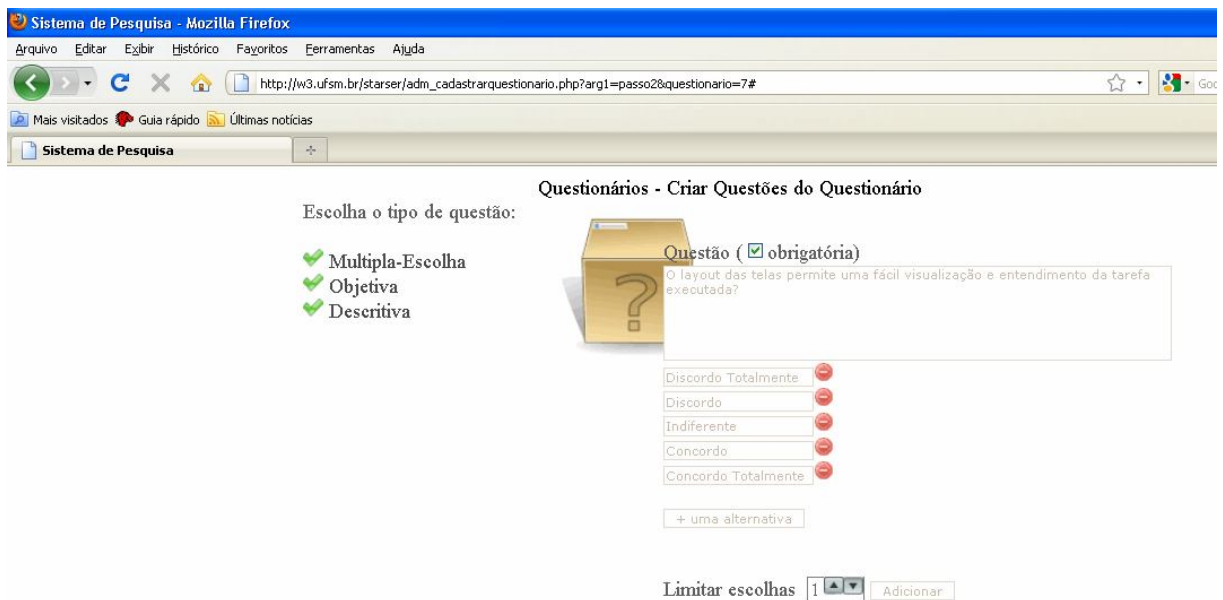 Sistema de Pesquisa - Mozilla Firefox
Arquivo Editar Exibir Histórico Favoritos Ferramentas Ajuda
http://w3.ufsm.br/starser/adm_cadastrarquestionario.php?arg1=passo2&questionario=7#
Goo
Mais visitados Guia rápido Últimas notícias
Sistema de Pesquisa
Questionários - Criar Questões do Questionário
Escolha o tipo de questão:
Multipla-Escolha
Objetiva
Descritiva
?
Questão ( obrigatória)
O layout das telas permite uma fácil visualização e entendimento da tarefa
executada?
Discordo Totalmente
Discordo
Indiferente
Concordo
Concordo Totalmente
+ uma alternativa
Limitar escolhas 1 Adicionar